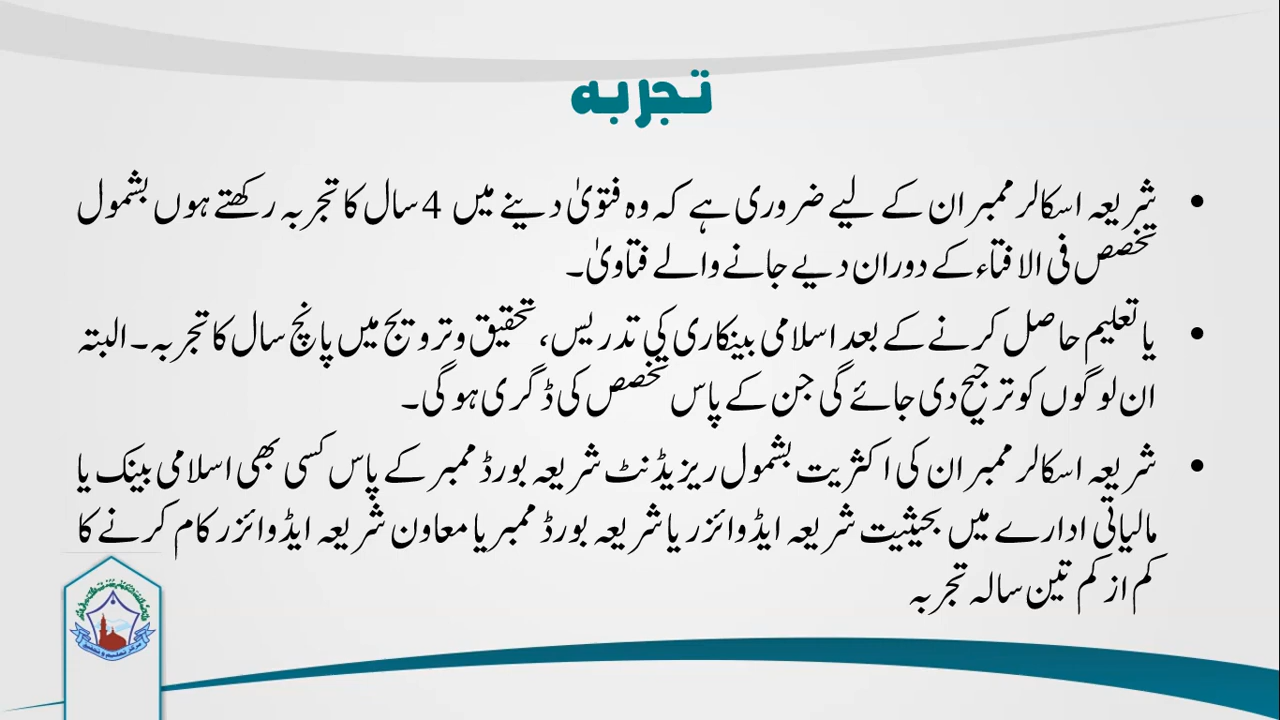 تجربہ
• شریعہ اسکالر ممبران کے لیے ضروری ہے کہ وہ فتویٰ دینے میں 4 سال کا تجربہ رکھتے ہوں بشمول
تخصص فی الافتاء کے دوران دیے جانے والے فتاویٰ۔
• یا تعلیم حاصل کرنے کے بعد اسلامی بینکاری کی تدریس، تحقیق و ترویج میں پانچ سال کا تجربہ۔ البتہ
ان لوگوں کو ترجیح دی جائے گی جن کے پاس تخصص کی ڈگری ہو گی۔
• شریعہ اسکالر ممبران کی اکثریت بشمول ریزیڈنٹ شریعہ بورڈ ممبر کے پاس کسی بھی اسلامی بینک یا
مالیاتی ادارے میں بحیثیت شریعہ ایڈوائزر یا شریعہ بورڈ ممبر یا معاون شریعہ ایڈوائزر کام کرنے کا
کم از کم تین سالہ تجربہ